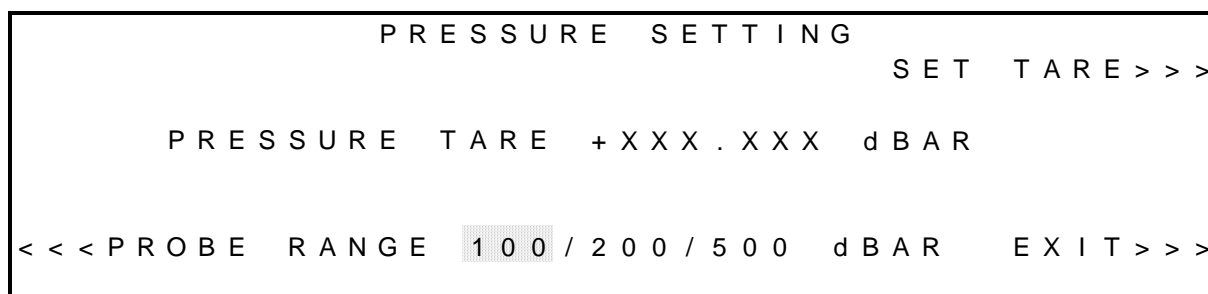 PRESSURE SETTING
SET TARE>>>
PRESSURE TARE +XXX.XXX dBAR
<<<PROBE RANGE 100/200/500 dBAR EXIT>>>